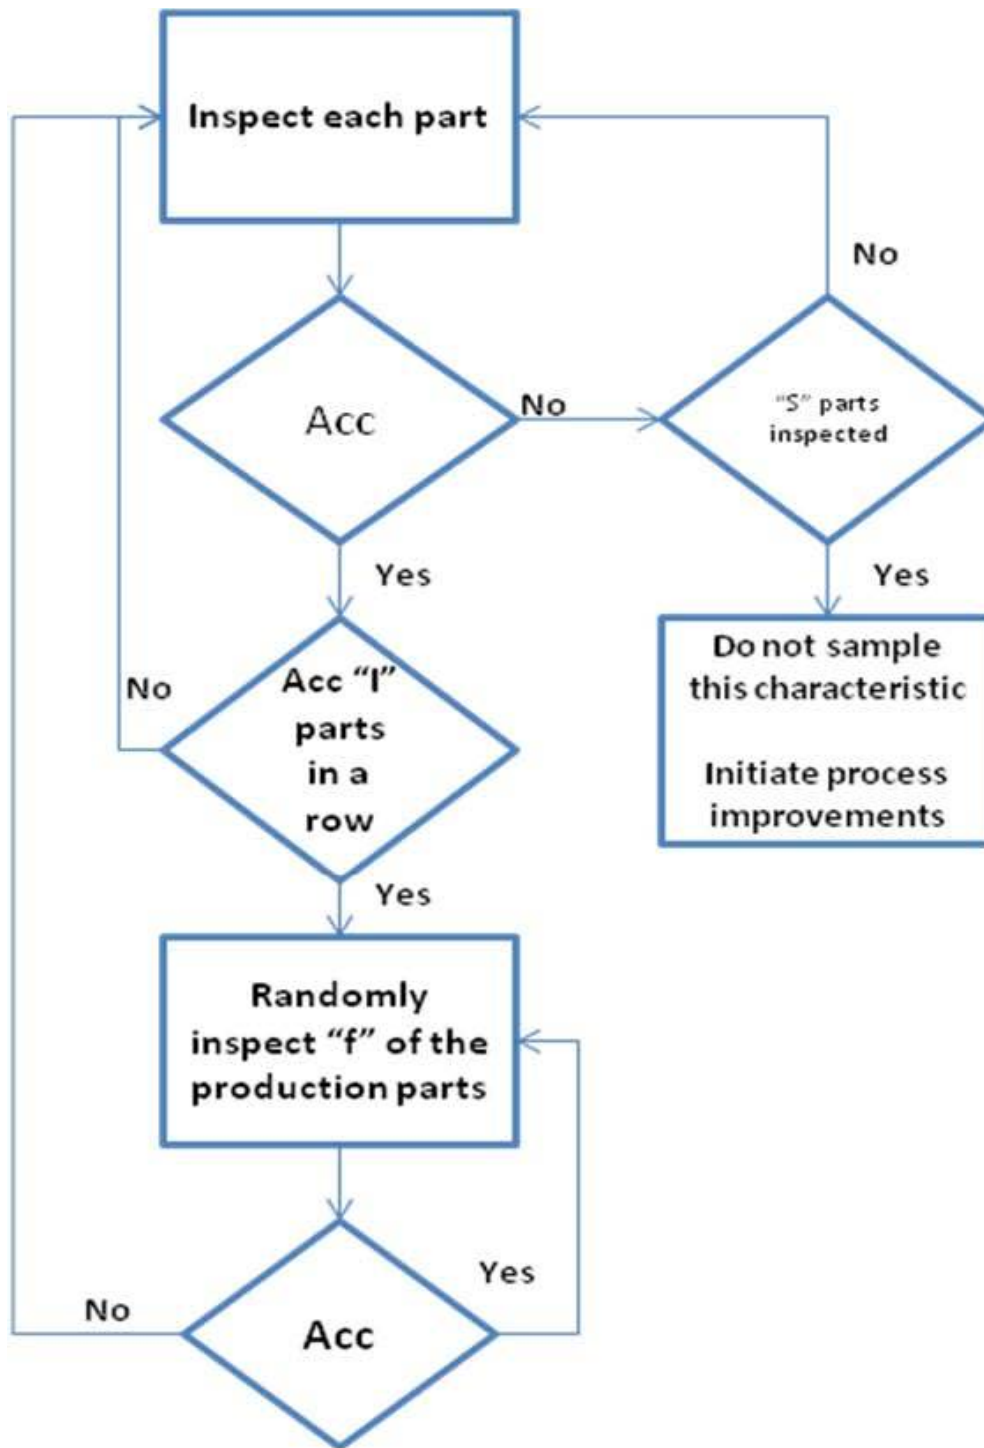 Inspect each part
No
Acc
No
"S" parts
inspected
Yes
Yes
Acc "I"
parts
in a
row
No
Do not sample
this characteristic
Initiate process
improvements
Yes
Randomly
inspect "f" of the
production parts
Yes
No
Acc